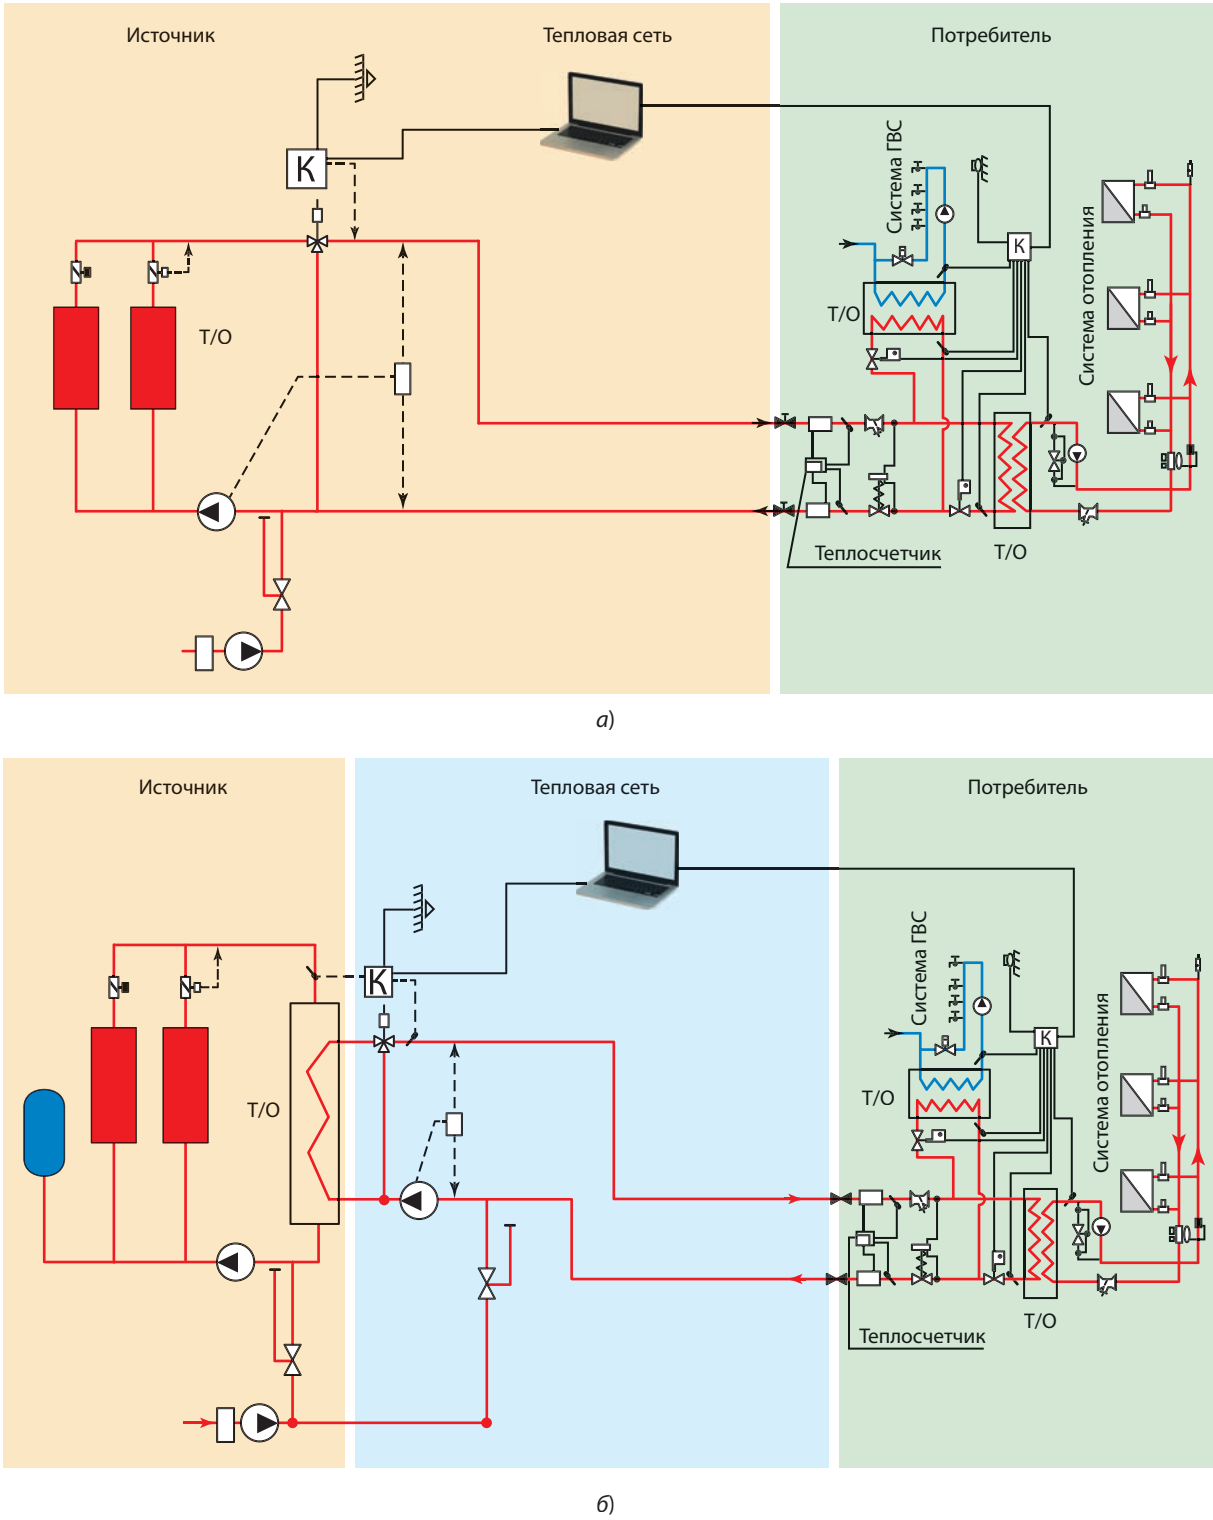 Источник
Тепловая сеть
Потребитель
К
Система ГВС
К
Т/О
Т/О
Система отопления
Теплосчетчик
Т/О
а)
Источник
Тепловая сеть
Потребитель
К
Система ГВС
К
Т/О
Т/О
Система отопления
Теплосчетчик
Т/О
б)